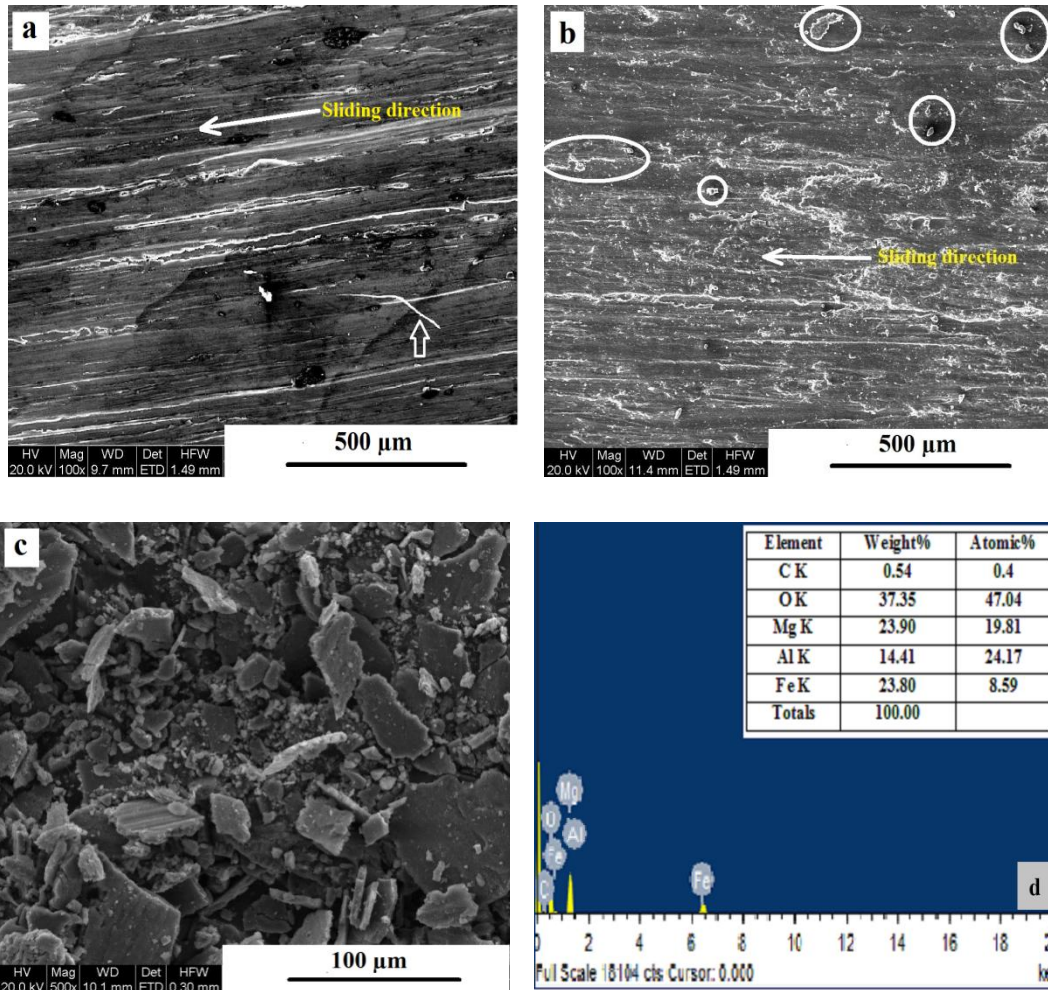 a
Sliding direction
500 µm
HV Mag WD Det HFW
20.0 kV 100x 9.7 mm ETD 1.49 mm
b
Sliding direction
500 µm
HV Mag WD Det HFW
20.0 kV 100x 11.4 mm ETD 1.49 mm
c
100 µm
HV Mag WD Det HFW
20.0 kV 500x 10.1 mm ETD 0.30 mm
Element Weight% Atomic%
C K 0.54 0.4
O K 37.35 47.04
Mg K 23.90 19.81
Al K 14.41 24.17
Fe K 23.80 8.59
Totals 100.00
Mg
O
Al
Fe
C
Fe
d
0 2 4 6 8 10 12 14 16 18 2
Full Scale 18104 cts Cursor: 0.000